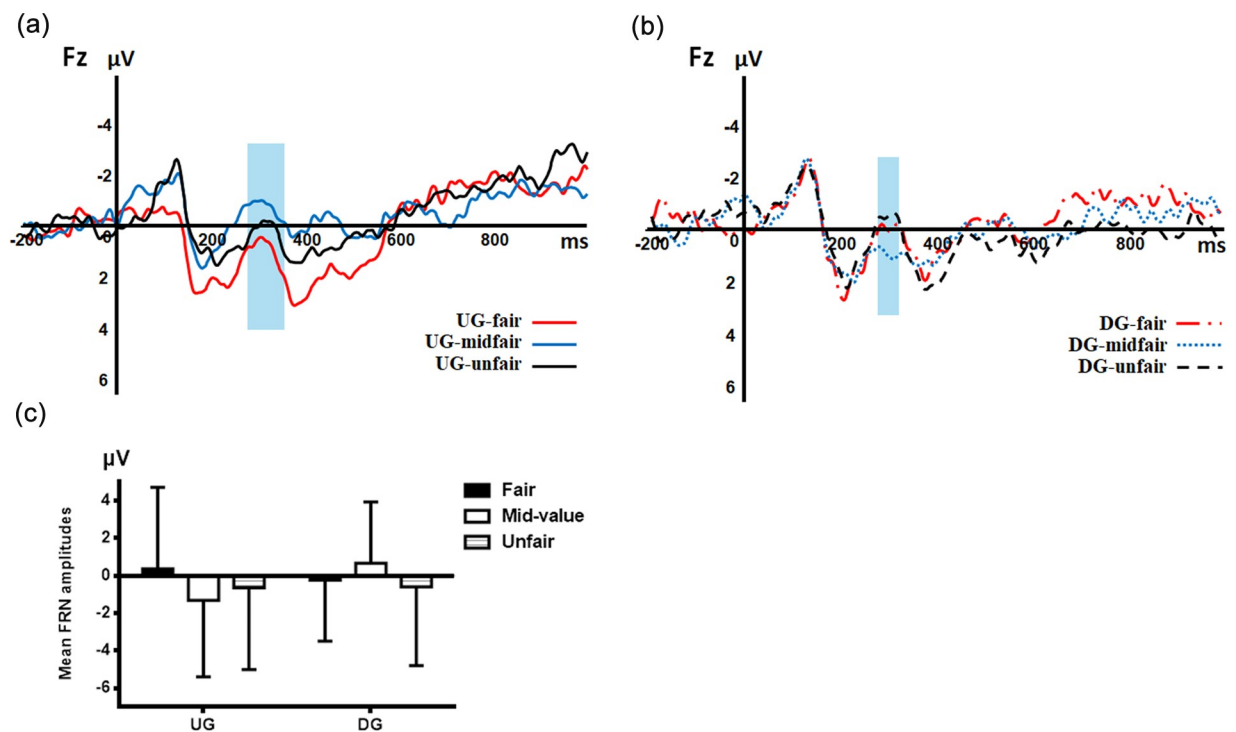 (a)
Fz µV
-4
-2
-200 0 200 400 600 800 ms
2
4
6
UG-fair
UG-midfair
UG-unfair
(b)
Fz µV
-4
-2
-200 0 200 400 600 800 ms
2
4
6
DG-fair
DG-midfair
DG-unfair
(c)
µV
Mean FRN amplitudes
4
2
0
-2
-4
-6
UG DG
Fair
Mid-value
Unfair